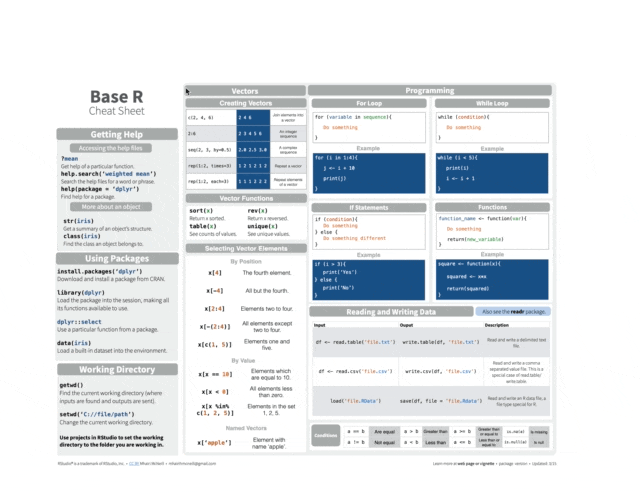 Base R
Cheat Sheet
Getting Help
Accessing the help files
?mean
Get help of a particular function.
help.search('weighted mean')
Search the help files for a word or phrase.
help(package = 'dplyr')
Find help for a package.
More about an object
str(iris)
Get a summary of an object's structure.
class(iris)
Find the class an object belongs to.
Using Packages
install.packages('dplyr')
Download and install a package from CRAN.
library(dplyr)
Load the package into the session, making all
its functions available to use.
dplyr::select
Use a particular function from a package.
data(iris)
Load a built-in dataset into the environment.
Working Directory
getwd()
Find the current working directory (where
inputs are found and outputs are sent).
setwd('C://file/path')
Change the current working directory.
Use projects in RStudio to set the working
directory to the folder you are working in.
Vectors
Creating Vectors
c(2, 4, 6) 2 4 6 Join elements into a vector
2:6 2 3 4 5 6 An integer sequence
seq(2, 3, by=0.5) 2.0 2.5 3.0 A complex sequence
rep(1:2, times=3) 1 2 1 2 1 2 Repeat a vector
rep(1:2, each=3) 1 1 1 2 2 2 Repeat elements of a vector
Vector Functions
sort(x) rev(x)
Return x sorted. Return x reversed.
table(x) unique(x)
See counts of values. See unique values.
Selecting Vector Elements
By Position
x[4] The fourth element.
x[-4] All but the fourth.
x[2:4] Elements two to four.
x[-(2:4)] All elements except two to four.
x[c(1, 5)] Elements one and five.
By Value
x[x == 10] Elements which are equal to 10.
x[x < 0] All elements less than zero.
x[x %in% c(1, 2, 5)] Elements in the set 1, 2, 5.
Named Vectors
x['apple'] Element with name 'apple'.
Programming
For Loop
for (variable in sequence){
Do something
}
Example
for (i in 1:4){
j <- i + 10
print(j)
}
While Loop
while (condition){
Do something
}
Example
while (i < 5){
print(i)
i <- i + 1
}
If Statements
if (condition){
Do something
} else {
Do something different
}
Example
if (i > 3){
print('Yes')
} else {
print('No')
}
Functions
function_name <- function(var){
Do something
return(new_variable)
}
Example
square <- function(x){
squared <- x*x
return(squared)
}
Reading and Writing Data
Also see the readr package.
Input Ouput Description
df <- read.table('file.txt') write.table(df, 'file.txt') Read and write a delimited text file.
df <- read.csv('file.csv') write.csv(df, 'file.csv') Read and write a comma separated value file. This is a special case of read.table/write.table.
load('file.RData') save(df, file = 'file.Rdata') Read and write an R data file, a file type special for R.
Conditions a == b Are equal a > b Greater than a >= b Greater than or equal to is.na(a) Is missing
a != b Not equal a < b Less than a <= b Less than or equal to is.null(a) Is null
RStudio® is a trademark of RStudio, Inc. • CC BY Mhairi McNeill • mhairihmcneill@gmail.com
Learn more at web page or vignette • package version • Updated: 3/15